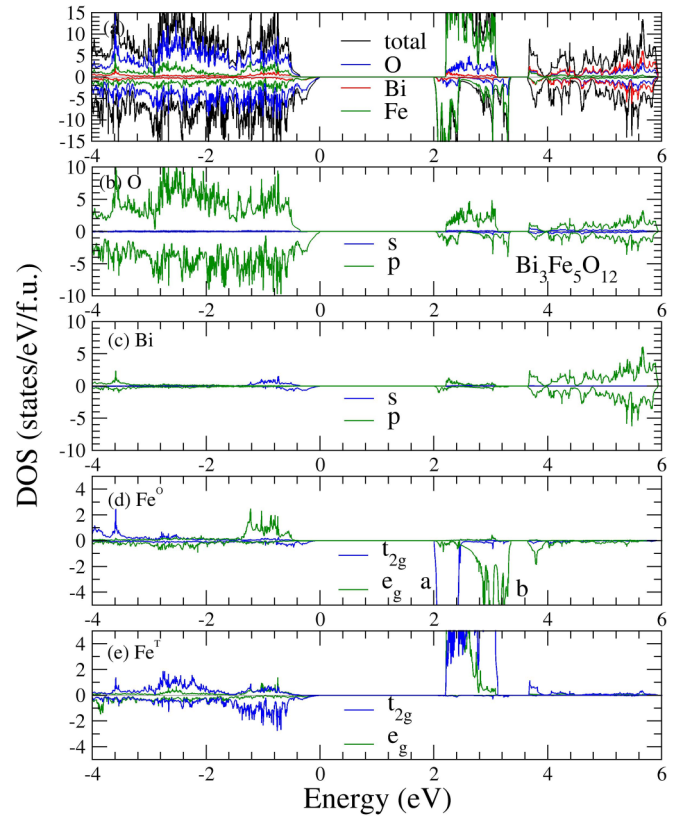 DOS (states/eV/f.u.)
15
10
5
0
-5
-10
-15
(a)
total
O
Bi
Fe
-4 -2 0 2 4 6
10
5
0
-5
-10
(b) O
s
p
Bi3Fe5O12
-4 -2 0 2 4 6
10
5
0
-5
-10
(c) Bi
s
p
-4 -2 0 2 4 6
4
2
0
-2
-4
(d) Fe^O
t2g
eg
a
b
-4 -2 0 2 4 6
4
2
0
-2
-4
(e) Fe^T
t2g
eg
-4 -2 0 2 4 6
Energy (eV)